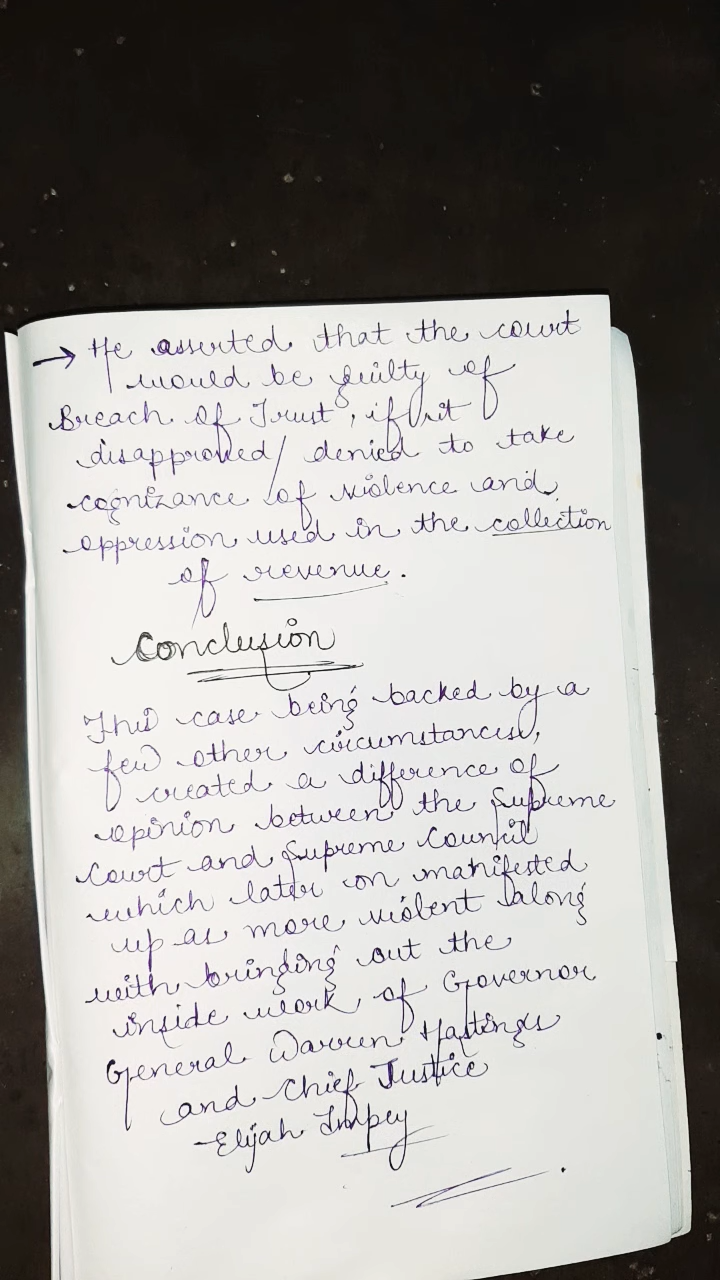 → He asserted that the court
would be guilty of
Breach of Trust, if it
disapproved/ denied to take
cognizance of violence and
oppression used in the collection
of revenue.
Conclusion
This case being backed by a
few other circumstances,
created a difference of
opinion between the Supreme
Court and Supreme Council
which later on manifested
up as more violent along
with bringing out the
inside work of Governor
General Warren Hastings
and Chief Justice
Elijah Impey